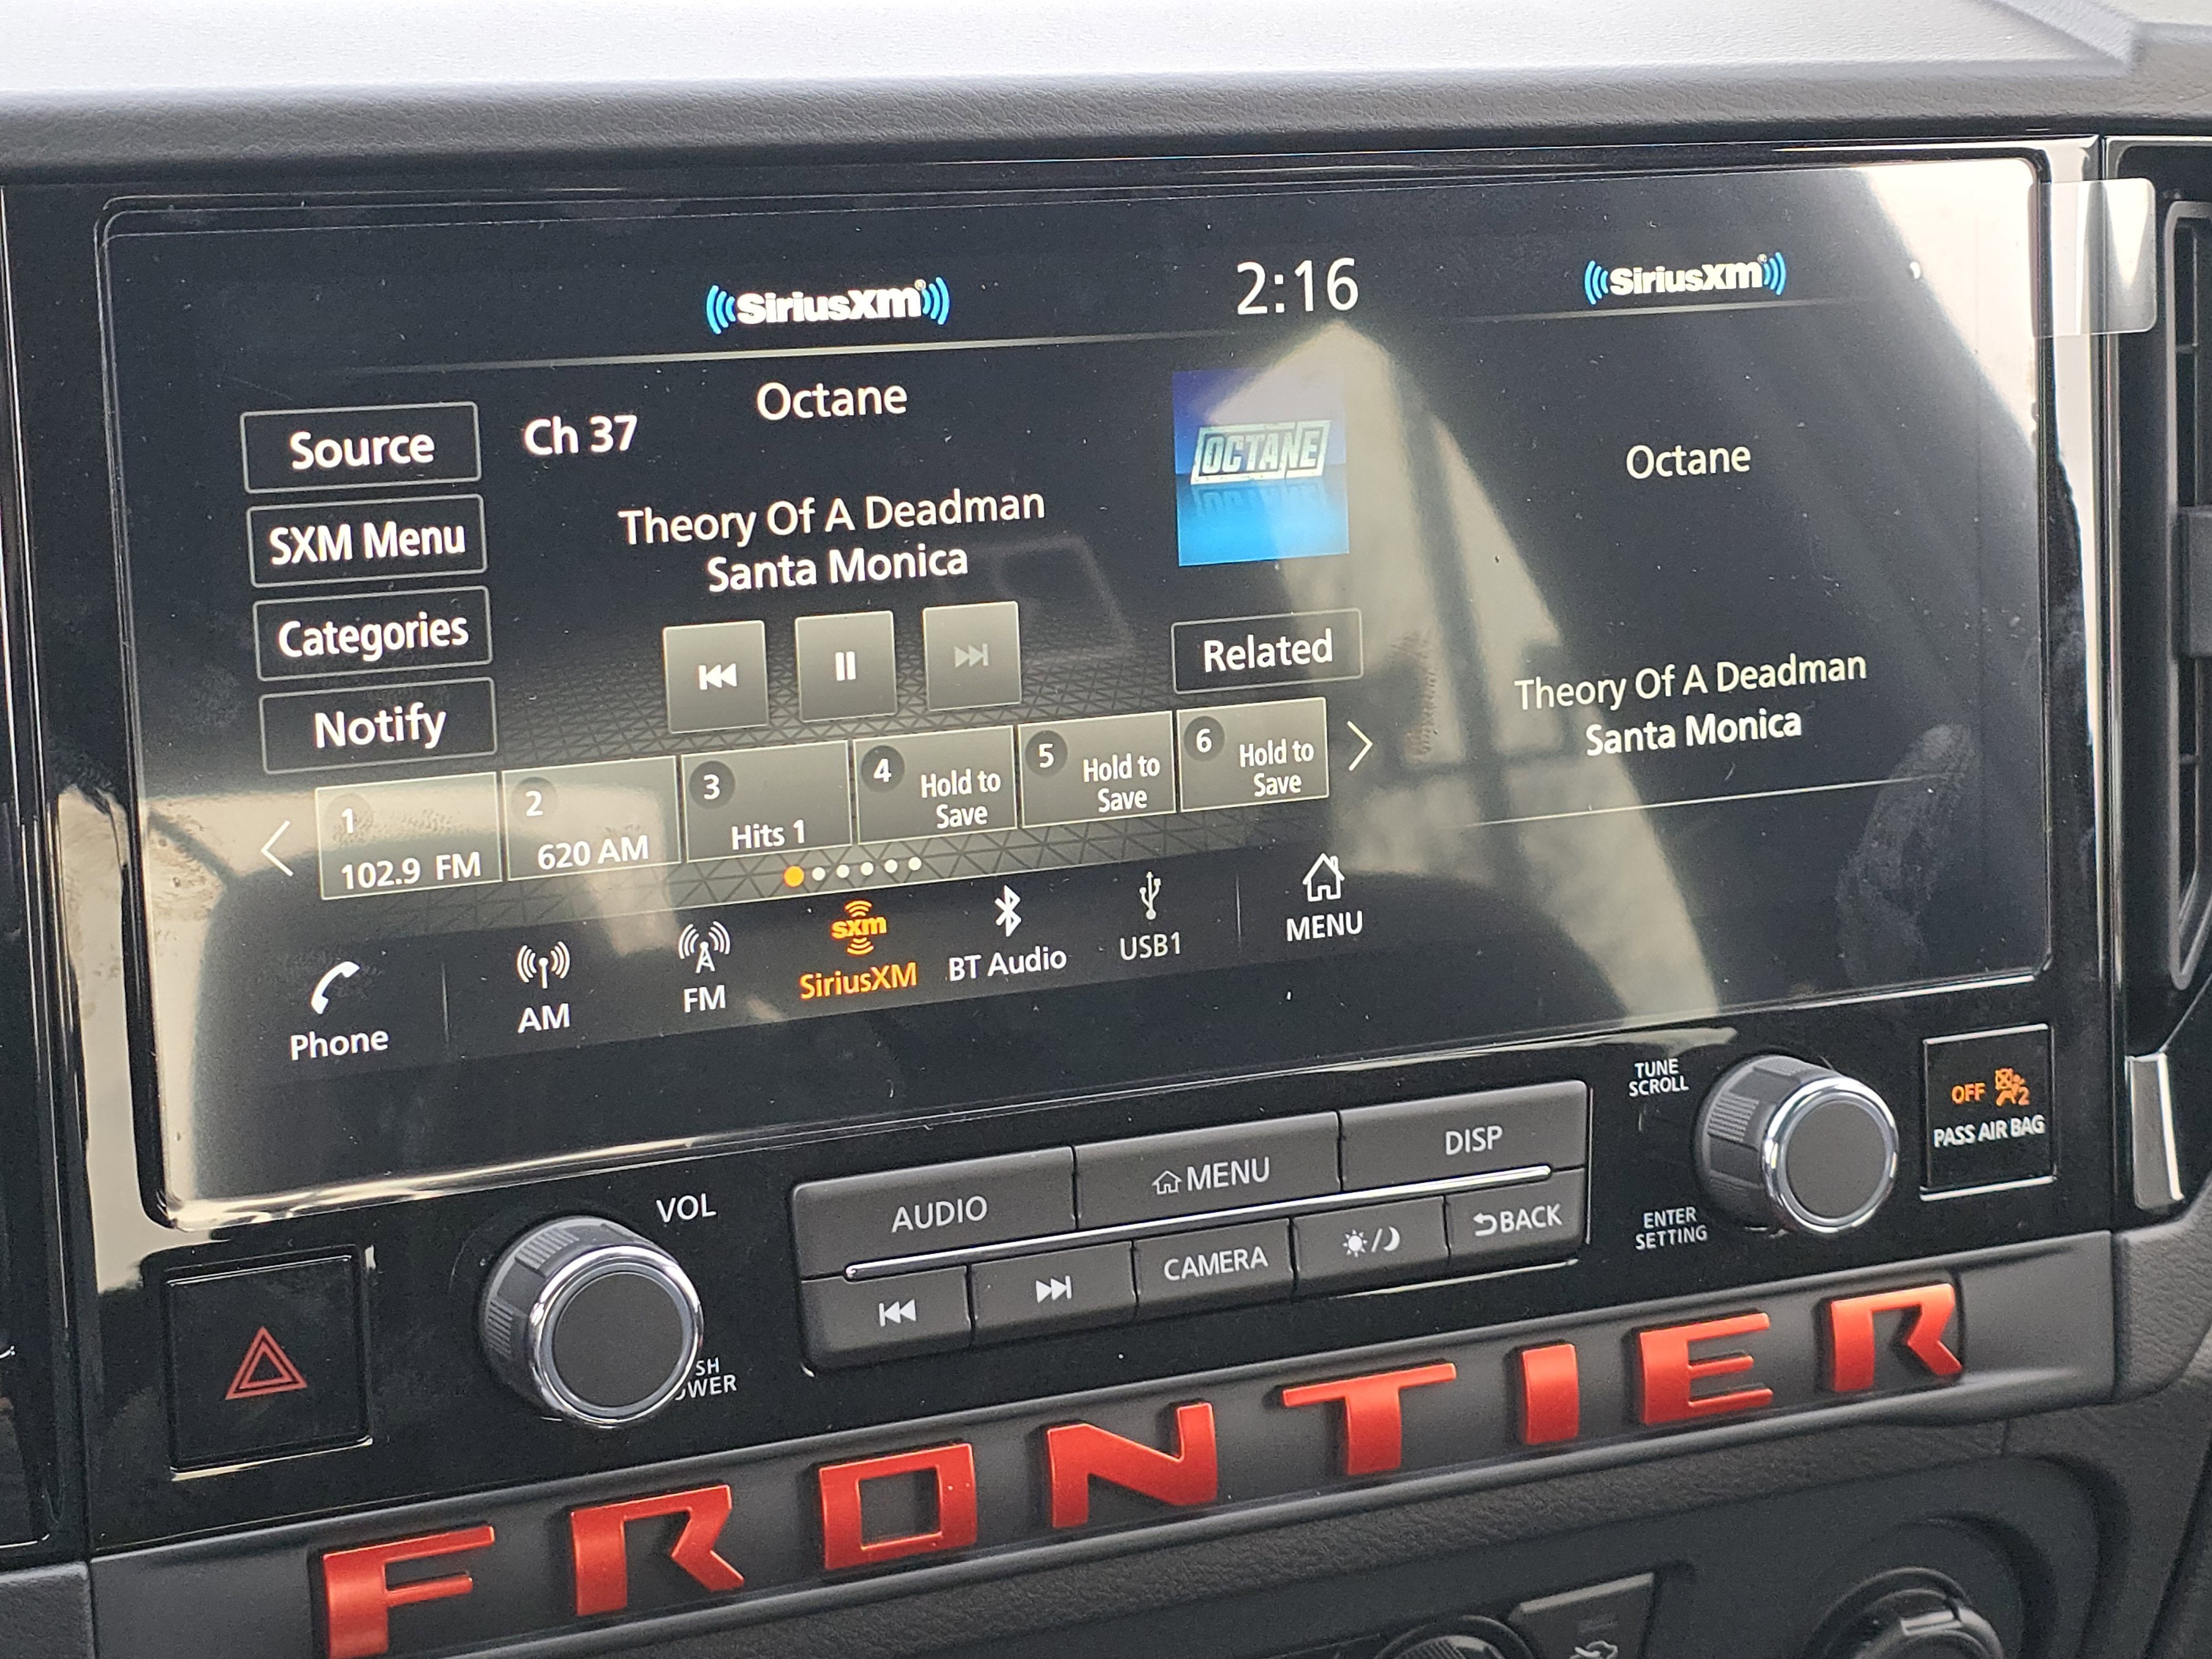 SiriusXM
2:16
SiriusXM
Source
SXM Menu
Categories
Notify
Ch 37
Octane
Theory Of A Deadman
Santa Monica
OCTANE
Related
Octane
Theory Of A Deadman
Santa Monica
1
102.9 FM
2
620 AM
3
Hits 1
4
Hold to
Save
5
Hold to
Save
6
Hold to
Save
Phone
AM
FM
sxm
SiriusXM
BT Audio
USB1
MENU
VOL
AUDIO
MENU
DISP
CAMERA
BACK
TUNE
SCROLL
ENTER
SETTING
OFF 2
PASS AIR BAG
FRONTIER